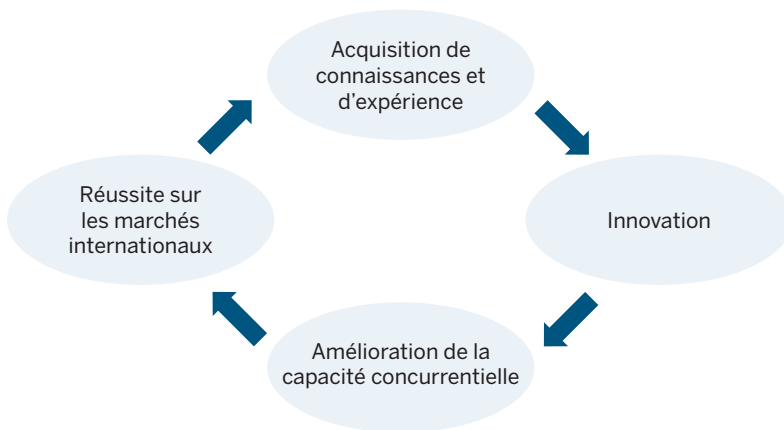 Acquisition de
connaissances et
d’expérience
Innovation
Amélioration de la
capacité concurrentielle
Réussite sur
les marchés
internationaux